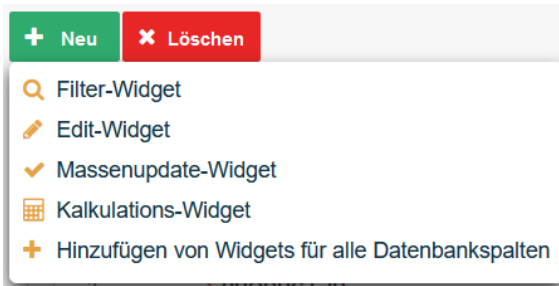 Neu Löschen
Filter-Widget
Edit-Widget
Massenupdate-Widget
Kalkulations-Widget
Hinzufügen von Widgets für alle Datenbankspalten